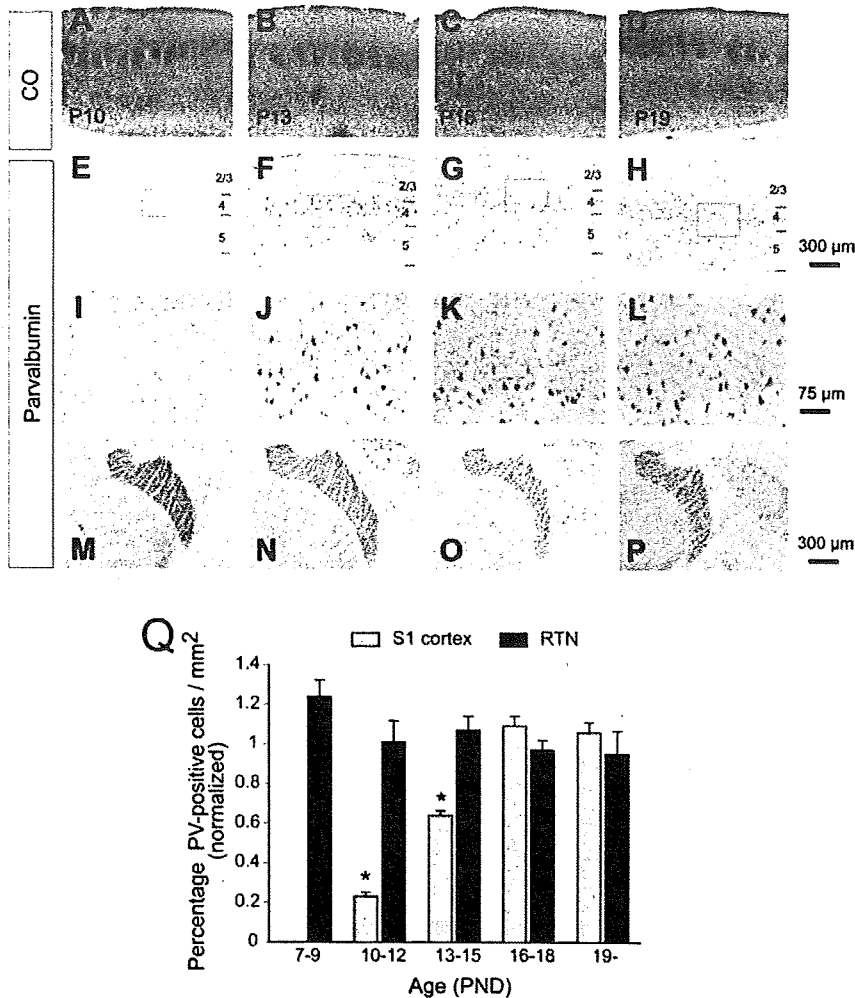 CO
A
B
C
D
P10
P13
P16
P19
Parvalbumin
E
F
G
H
2/3
4
5
2/3
4
5
2/3
4
5
2/3
4
5
300 µm
I
J
K
L
75 µm
M
N
O
P
300 µm
Q
S1 cortex
RTN
Percentage PV-positive cells / mm²
(normalized)
1.4
1.2
1
0.8
0.6
0.4
0.2
0
*
*
7-9
10-12
13-15
16-18
19-
Age (PND)